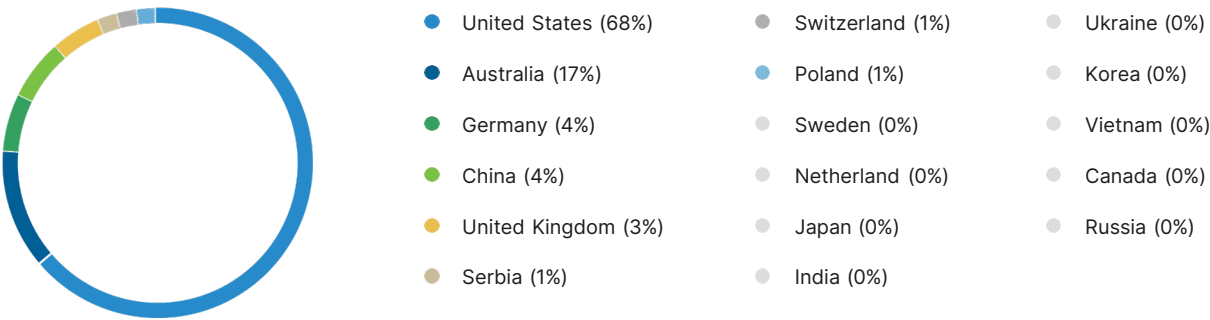 United States (68%)
Australia (17%)
Germany (4%)
China (4%)
United Kingdom (3%)
Serbia (1%)
Switzerland (1%)
Poland (1%)
Sweden (0%)
Netherland (0%)
Japan (0%)
India (0%)
Ukraine (0%)
Korea (0%)
Vietnam (0%)
Canada (0%)
Russia (0%)